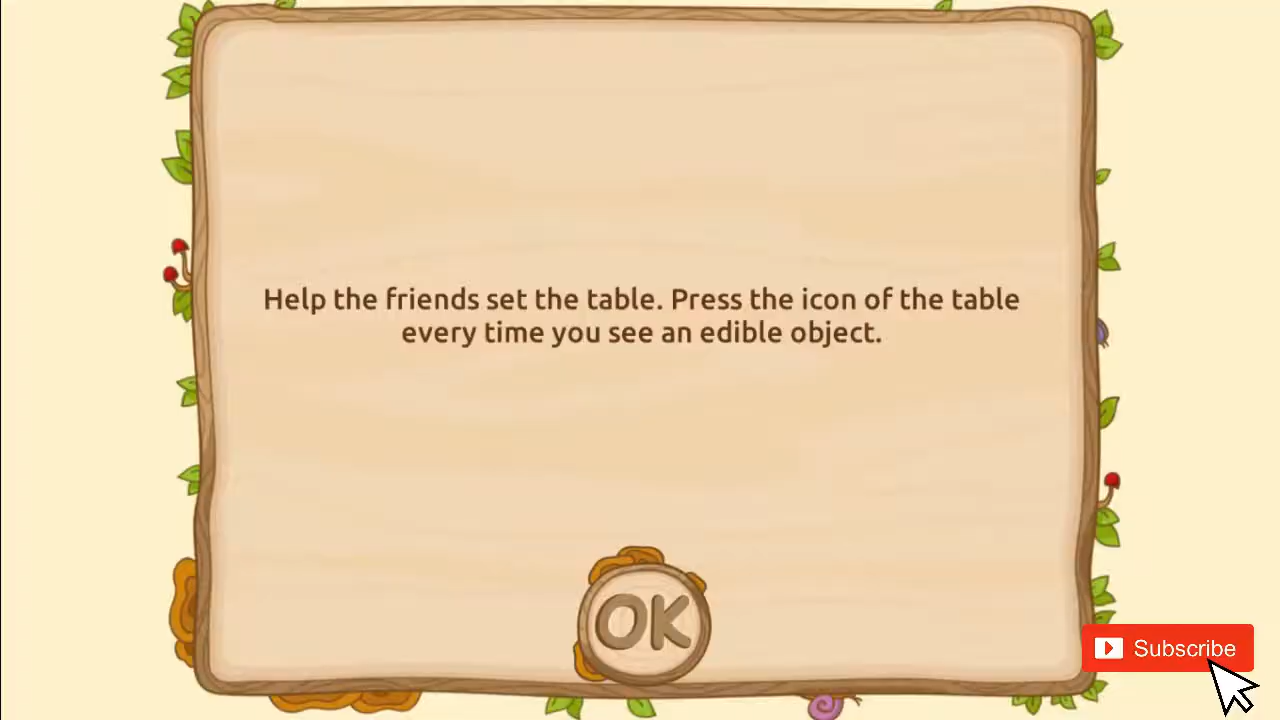 Help the friends set the table. Press the icon of the table
every time you see an edible object.
OK
Subscribe